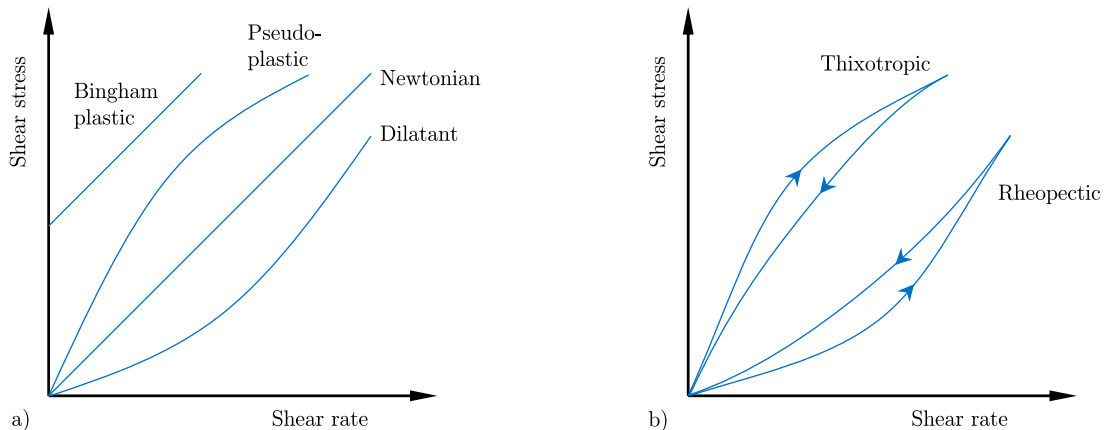 Shear stress
Pseudo-
plastic
Bingham
plastic
Newtonian
Dilatant
a)
Shear rate
Shear stress
Thixotropic
Rheopectic
b)
Shear rate